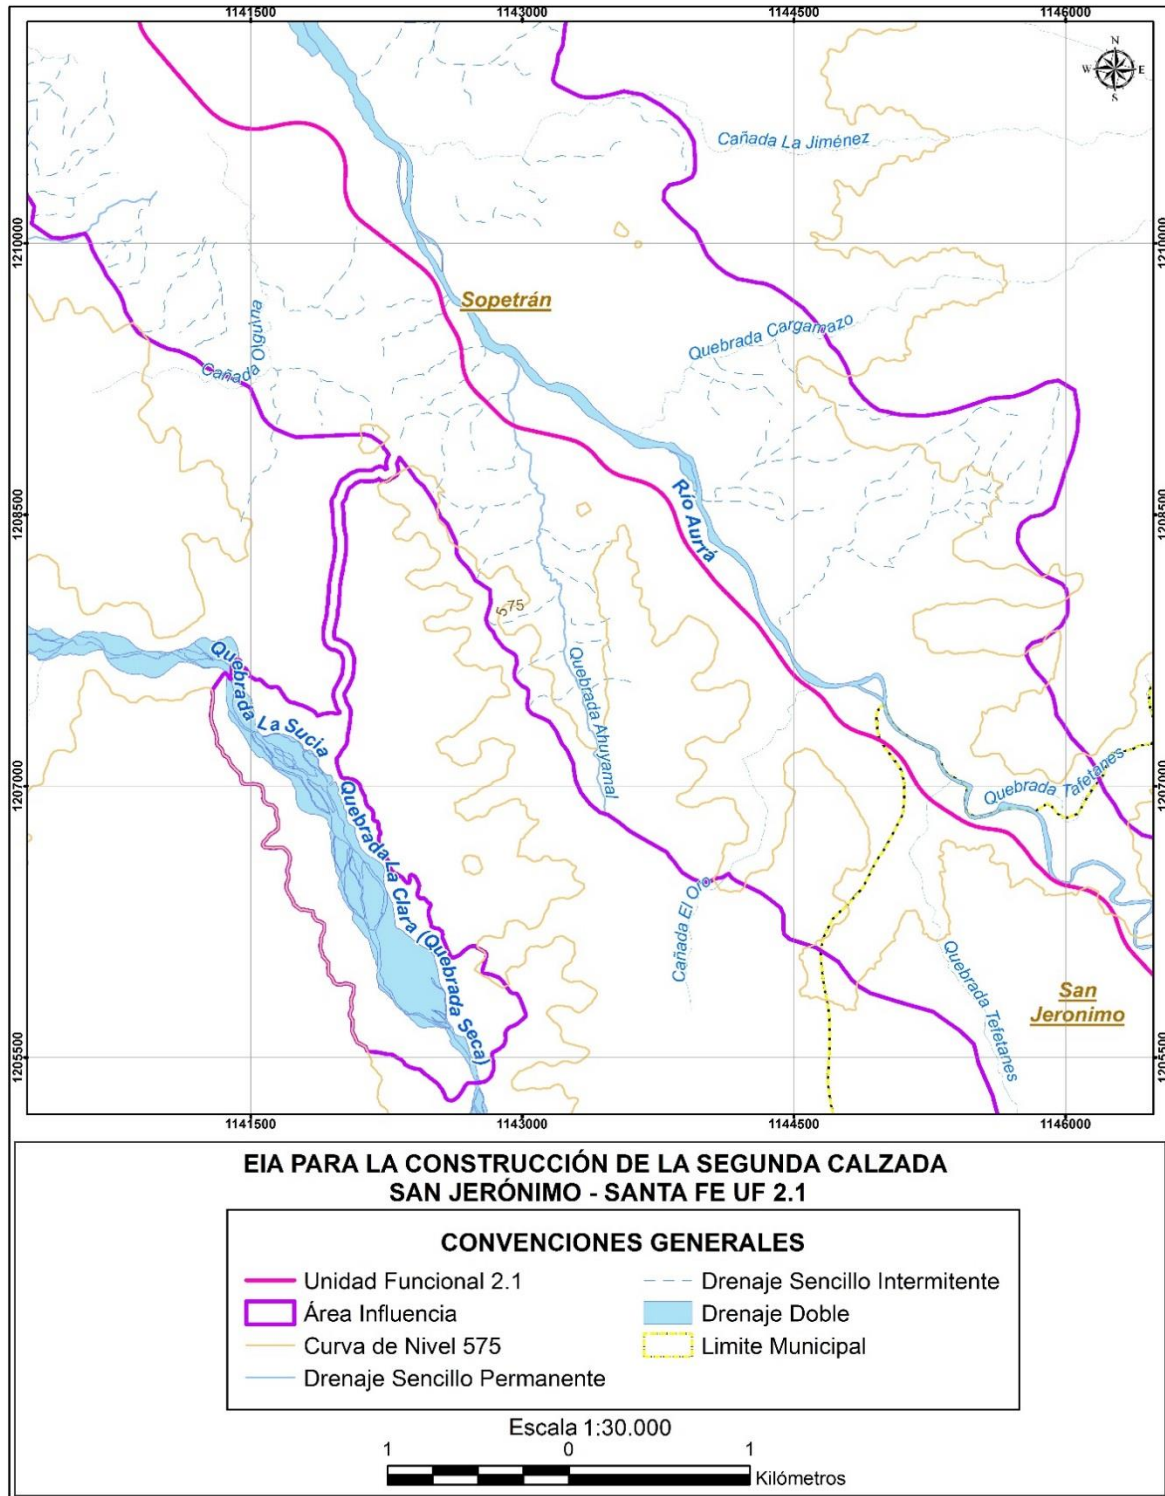 1141500 1143000 1144500 1146000
N
W E
S
Cañada La Jiménez
1210000 1210000
Sopetrán
Cañada Olguina
Quebrada Cargamazo
Río Aurrá
1208500 1208500
575
Quebrada Ahuyamal
Quebrada La Sucia
Quebrada La Clara (Quebrada Seca)
Quebrada Tafetanes
1207000 1207000
Cañada El Oro
Quebrada Tefetanes
San
Jeronimo
1205500 1205500
1141500 1143000 1144500 1146000
EIA PARA LA CONSTRUCCIÓN DE LA SEGUNDA CALZADA
SAN JERÓNIMO - SANTA FE UF 2.1
CONVENCIONES GENERALES
Unidad Funcional 2.1
Área Influencia
Curva de Nivel 575
Drenaje Sencillo Permanente
Drenaje Sencillo Intermitente
Drenaje Doble
Limite Municipal
Escala 1:30.000
1 0 1
Kilómetros